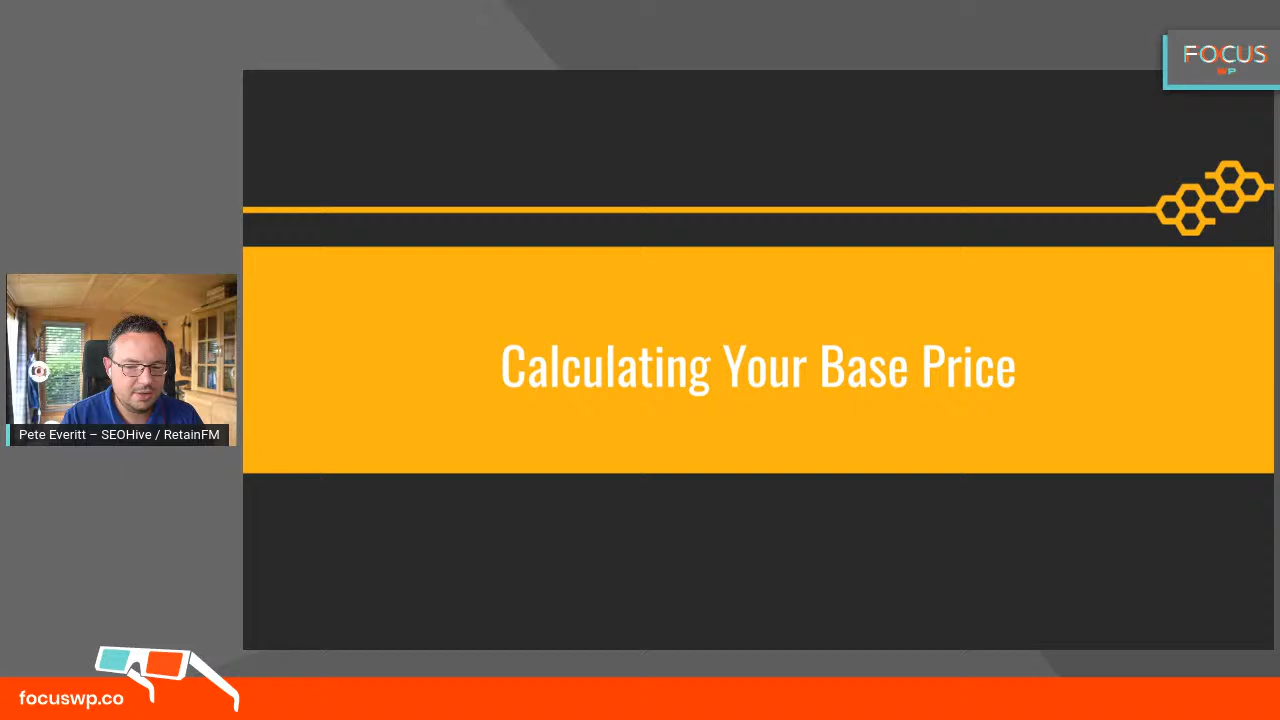 FOCUS
WP
Calculating Your Base Price
Pete Everitt – SEOHive / RetainFM
focuswp.co